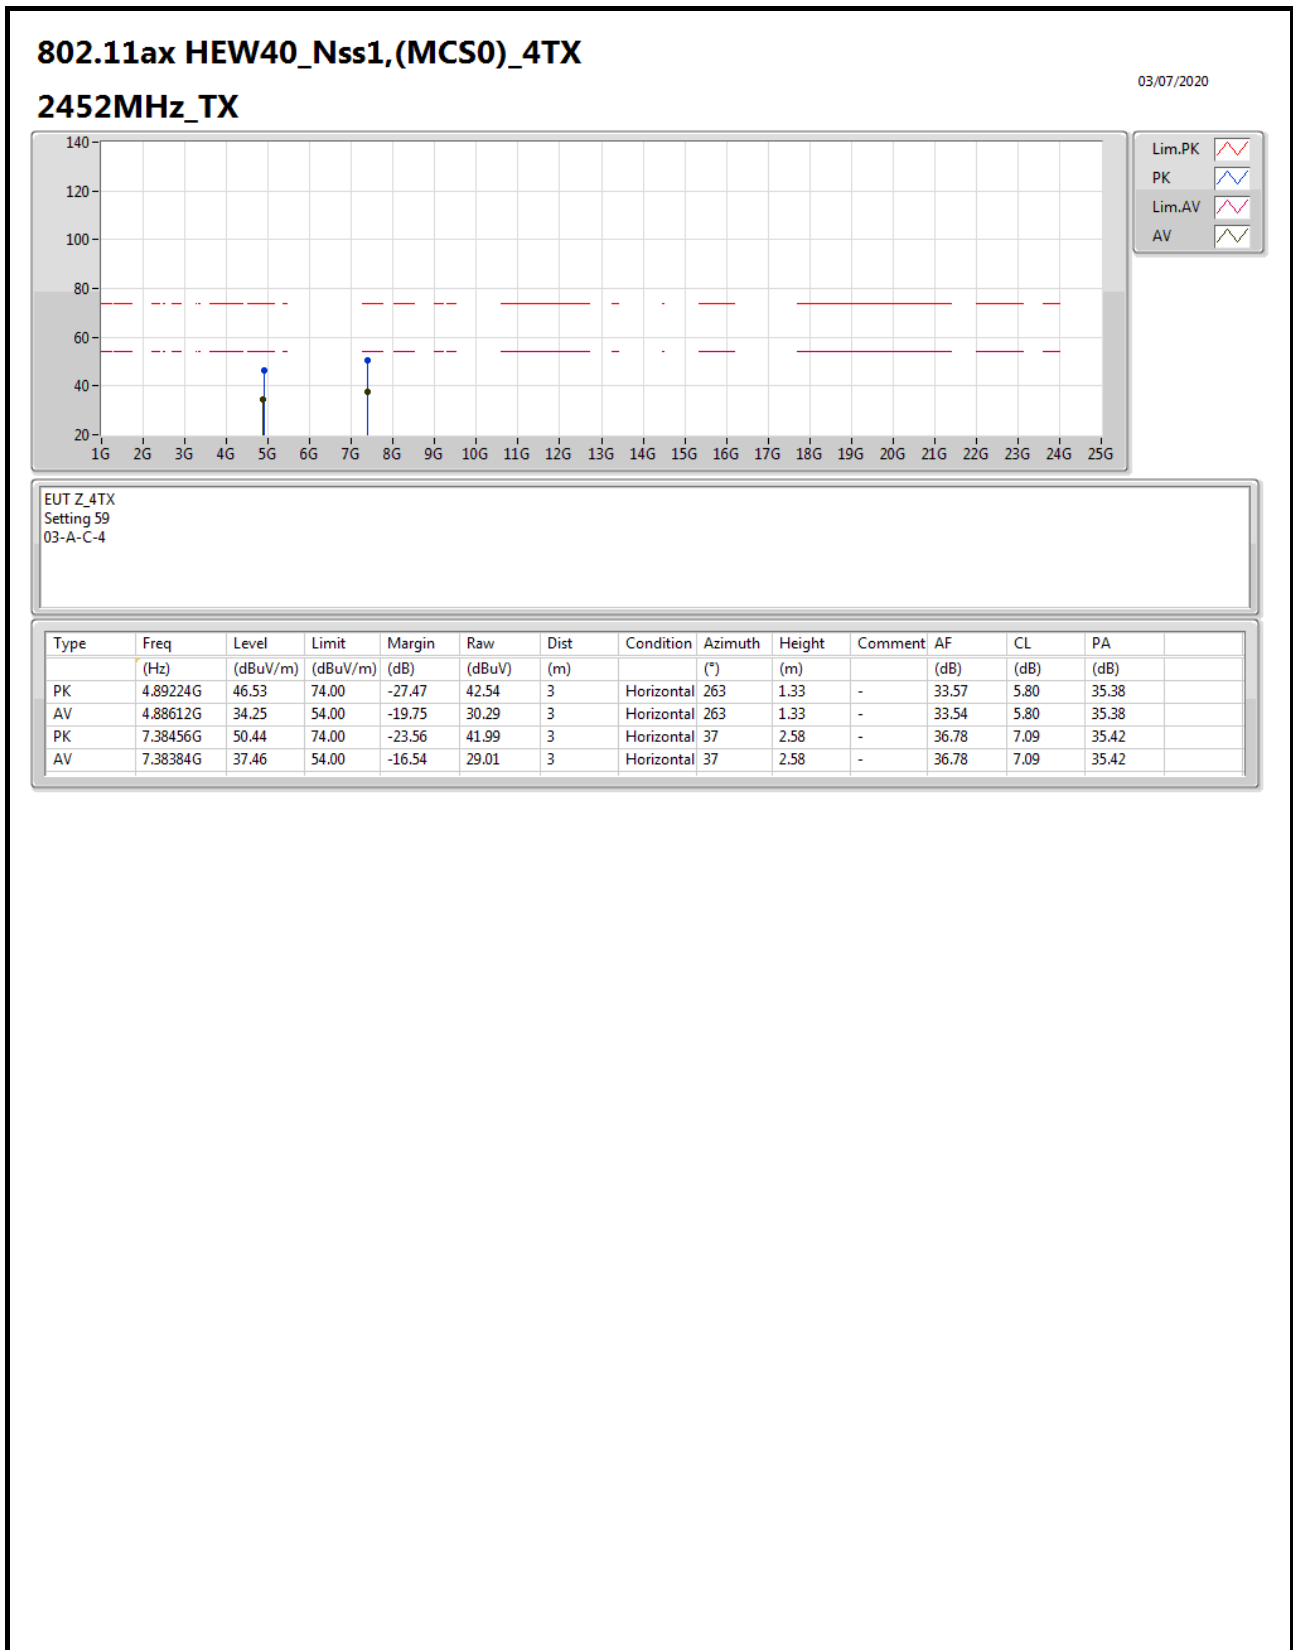 802.11ax HEW40_Nss1,(MCS0)_4TX
03/07/2020
2452MHz_TX
140
120
100
80
60
40
20
1G 2G 3G 4G 5G 6G 7G 8G 9G 10G 11G 12G 13G 14G 15G 16G 17G 18G 19G 20G 21G 22G 23G 24G 25G
Lim.PK
PK
Lim.AV
AV
EUT Z_4TX
Setting 59
03-A-C-4
Type Freq Level Limit Margin Raw Dist Condition Azimuth Height Comment AF CL PA
(Hz) (dBuV/m) (dBuV/m) (dB) (dBuV) (m) (°) (m) (dB) (dB) (dB)
PK 4.89224G 46.53 74.00 -27.47 42.54 3 Horizontal 263 1.33 - 33.57 5.80 35.38
AV 4.88612G 34.25 54.00 -19.75 30.29 3 Horizontal 263 1.33 - 33.54 5.80 35.38
PK 7.38456G 50.44 74.00 -23.56 41.99 3 Horizontal 37 2.58 - 36.78 7.09 35.42
AV 7.38384G 37.46 54.00 -16.54 29.01 3 Horizontal 37 2.58 - 36.78 7.09 35.42